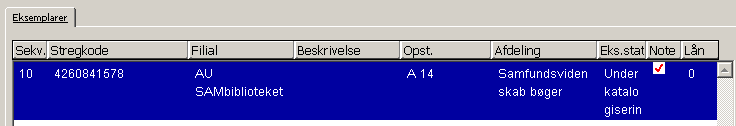 Eksemplarer
Sekv. Stregkode Filial Beskrivelse Opst. Afdeling Eks.stat Note Lån
10 4260841578 AU A 14 Samfundsviden Under 0
SAMbiblioteket skab bøger katalo
giserin